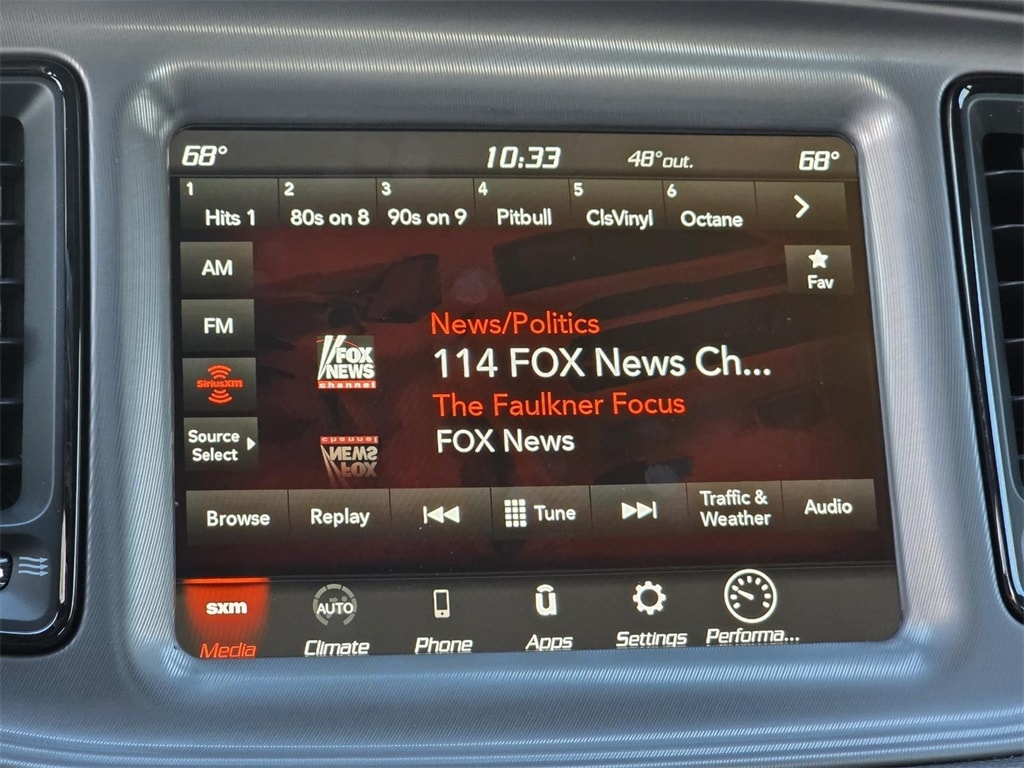 68°
10:33
48°out.
68°
1
Hits 1
2
80s on 8
3
90s on 9
4
Pitbull
5
ClsVinyl
6
Octane
AM
Fav
FM
News/Politics
FOX
NEWS
channel
114 FOX News Ch...
SiriusXM
The Faulkner Focus
FOX News
Source
Select
channel
NEWS
FOX
Browse
Replay
Tune
Traffic &
Weather
Audio
sxm
Media
AUTO
Climate
Phone
u
Apps
Settings
Performa...